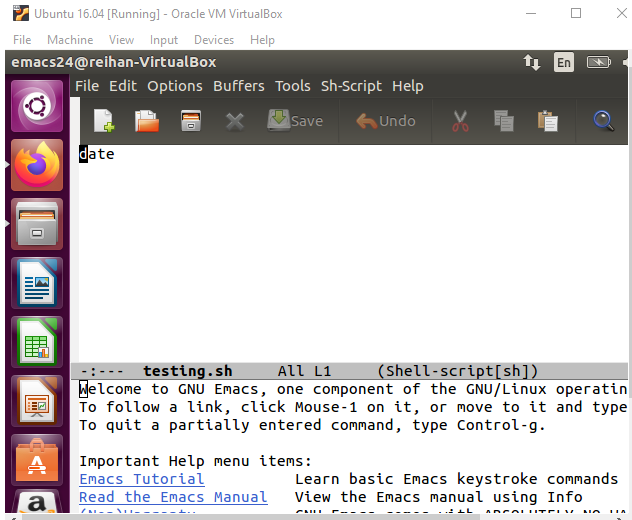 Ubuntu 16.04 [Running] - Oracle VM VirtualBox
File Machine View Input Devices Help
emacs24@reihan-VirtualBox En
File Edit Options Buffers Tools Sh-Script Help
Save Undo
date
-:--- testing.sh All L1 (Shell-script[sh])
Welcome to GNU Emacs, one component of the GNU/Linux operatin
To follow a link, click Mouse-1 on it, or move to it and type
To quit a partially entered command, type Control-g.
Important Help menu items:
Emacs Tutorial Learn basic Emacs keystroke commands
Read the Emacs Manual View the Emacs manual using Info